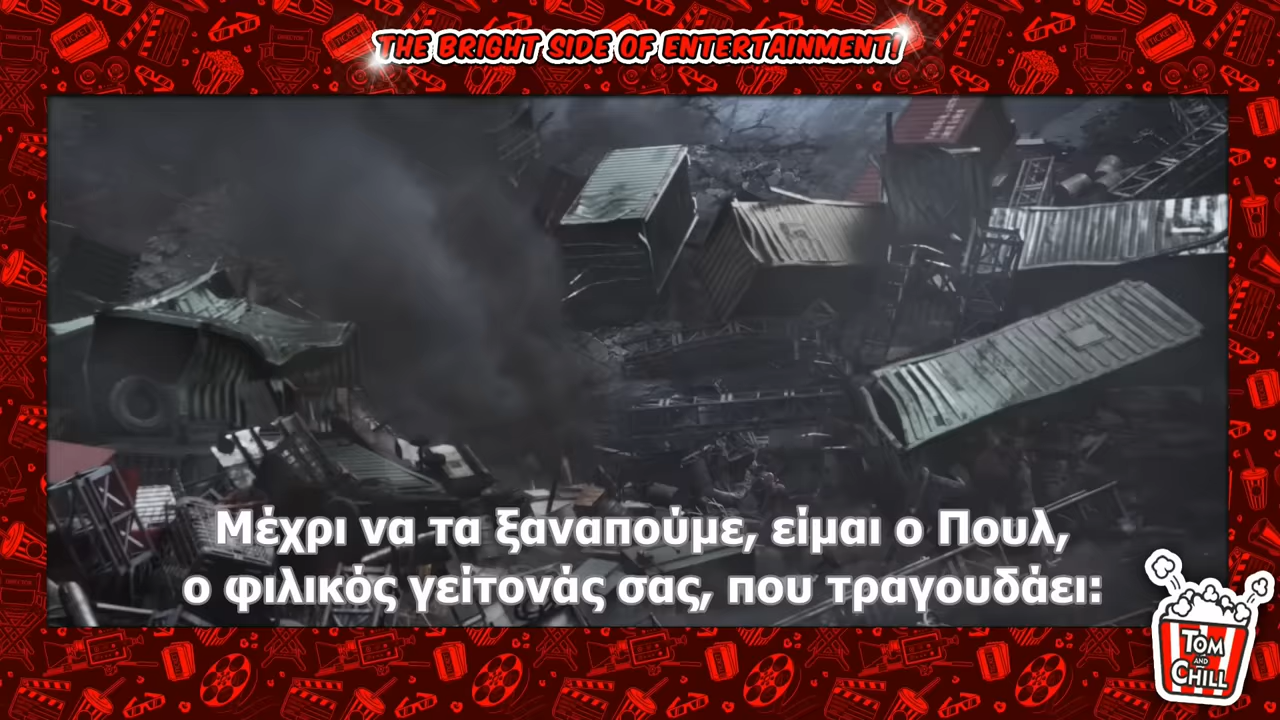 THE BRIGHT SIDE OF ENTERTAINMENT!
Μέχρι να τα ξαναπούμε, είμαι ο Πουλ,
ο φιλικός γείτονάς σας, που τραγουδάει:
TOM
AND
CHILL